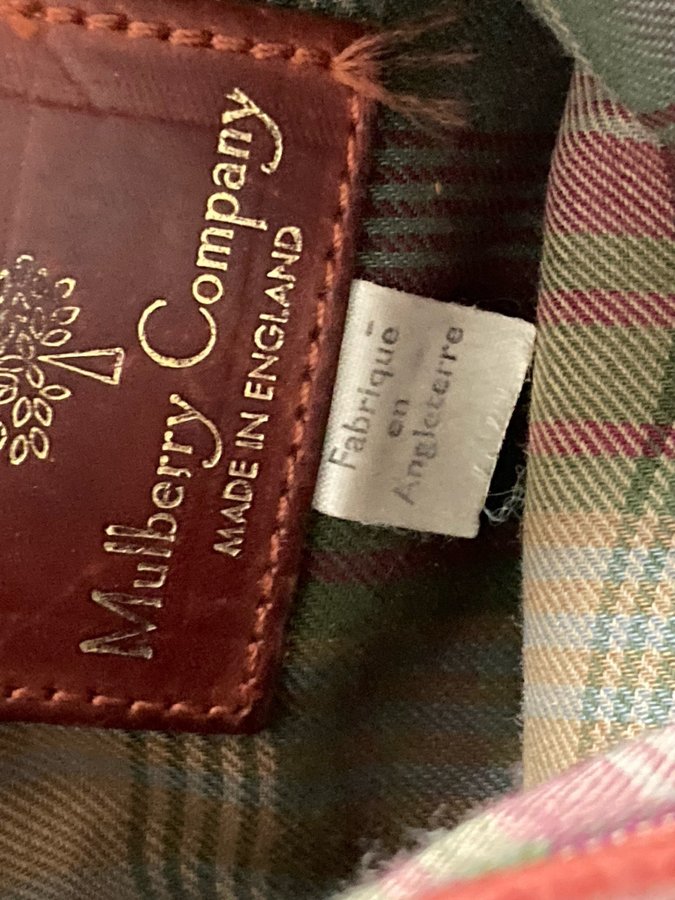 Mulberry Company
MADE IN ENGLAND
Fabriqué
en
Angleterre